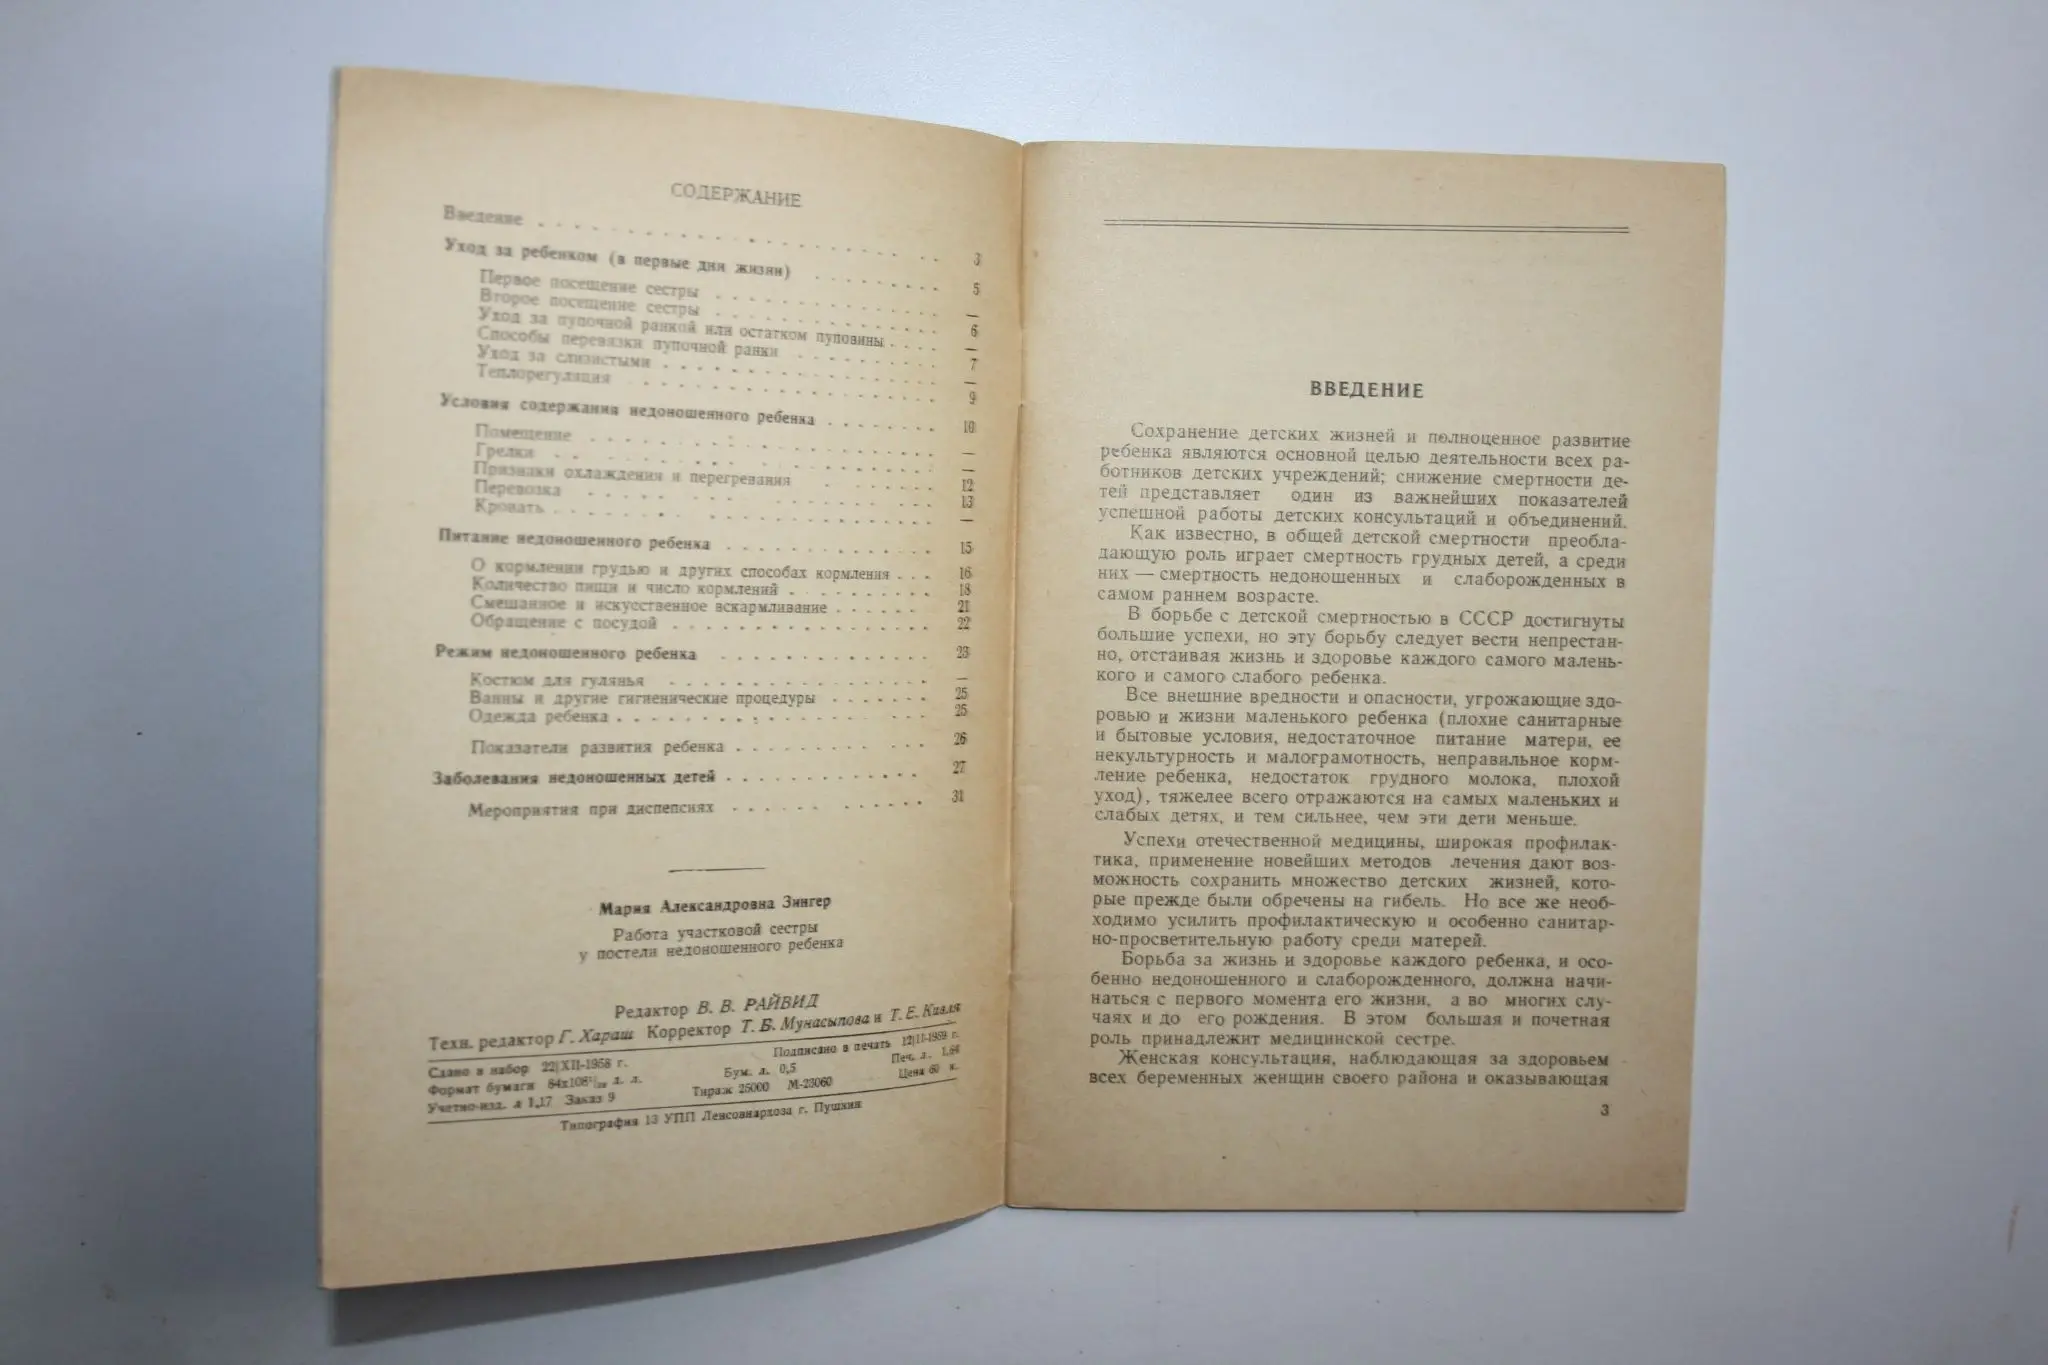 СОДЕРЖАНИЕ
Введение . . . . . . . . . . . . . . . . . . . . 3
Уход за ребенком (в первые дни жизни) . . . . . . . . 5
Первое посещение сестры . . . . . . . . . . . . . —
Второе посещение сестры . . . . . . . . . . . . . 6
Уход за пупочной ранкой или остатком пуповины . . . . —
Способы перевязки пупочной ранки . . . . . . . . 7
Уход за слизистыми . . . . . . . . . . . . . . . —
Теплорегуляция . . . . . . . . . . . . . . . . 9
Условия содержания недоношенного ребенка . . . . . . . 10
Помещение . . . . . . . . . . . . . . . . . . —
Грелки . . . . . . . . . . . . . . . . . . . —
Признаки охлаждения и перегревания . . . . . . . 12
Перевозка . . . . . . . . . . . . . . . . . . 13
Кровать . . . . . . . . . . . . . . . . . . . —
Питание недоношенного ребенка . . . . . . . . . . . . 15
О кормлении грудью и других способах кормления . . . 16
Количество пищи и число кормлений . . . . . . . . 18
Смешанное и искусственное вскармливание . . . . . . 21
Обращение с посудой . . . . . . . . . . . . . . . 22
Режим недоношенного ребенка . . . . . . . . . . . . 23
Костюм для гулянья . . . . . . . . . . . . . . —
Ванны и другие гигиенические процедуры . . . . . . 25
Одежда ребенка . . . . . . . . . . . . . . . . 25
Показатели развития ребенка . . . . . . . . . . . 26
Заболевания недоношенных детей . . . . . . . . . . . . 27
Мероприятия при диспепсиях . . . . . . . . . . . 31
Мария Александровна Зингер
Работа участковой сестры
у постели недоношенного ребенка
Редактор В. В. РАЙВИД
Техн. редактор Г. Хараш Корректор Т. Б. Мунасыпова и Т. Е. Кивля
Сдано в набор 22|XII-1958 г. Подписано в печать 12|II-1959 г.
Формат бумаги 84х108¹/₃₂ д. л. Бум. л. 0,5 Печ. л. 1,64
Учетно-изд. л 1,17 Заказ 9 Тираж 25000 М-23060 Цена 60 к.
Типография 13 УПП Ленсовнархоза г. Пушкин
ВВЕДЕНИЕ
Сохранение детских жизней и полноценное развитие
ребенка являются основной целью деятельности всех ра-
ботников детских учреждений; снижение смертности де-
тей представляет один из важнейших показателей
успешной работы детских консультаций и объединений.
Как известно, в общей детской смертности преобла-
дающую роль играет смертность грудных детей, а среди
них — смертность недоношенных и слаборожденных в
самом раннем возрасте.
В борьбе с детской смертностью в СССР достигнуты
большие успехи, но эту борьбу следует вести непрестан-
но, отстаивая жизнь и здоровье каждого самого малень-
кого и самого слабого ребенка.
Все внешние вредности и опасности, угрожающие здо-
ровью и жизни маленького ребенка (плохие санитарные
и бытовые условия, недостаточное питание матери, ее
некультурность и малограмотность, неправильное корм-
ление ребенка, недостаток грудного молока, плохой
уход), тяжелее всего отражаются на самых маленьких и
слабых детях, и тем сильнее, чем эти дети меньше.
Успехи отечественной медицины, широкая профилак-
тика, применение новейших методов лечения дают воз-
можность сохранить множество детских жизней, кото-
рые прежде были обречены на гибель. Но все же необ-
ходимо усилить профилактическую и особенно санитар-
но-просветительную работу среди матерей.
Борьба за жизнь и здоровье каждого ребенка, и осо-
бенно недоношенного и слаборожденного, должна начи-
наться с первого момента его жизни, а во многих слу-
чаях и до его рождения. В этом большая и почетная
роль принадлежит медицинской сестре.
Женская консультация, наблюдающая за здоровьем
всех беременных женщин своего района и оказывающая
3